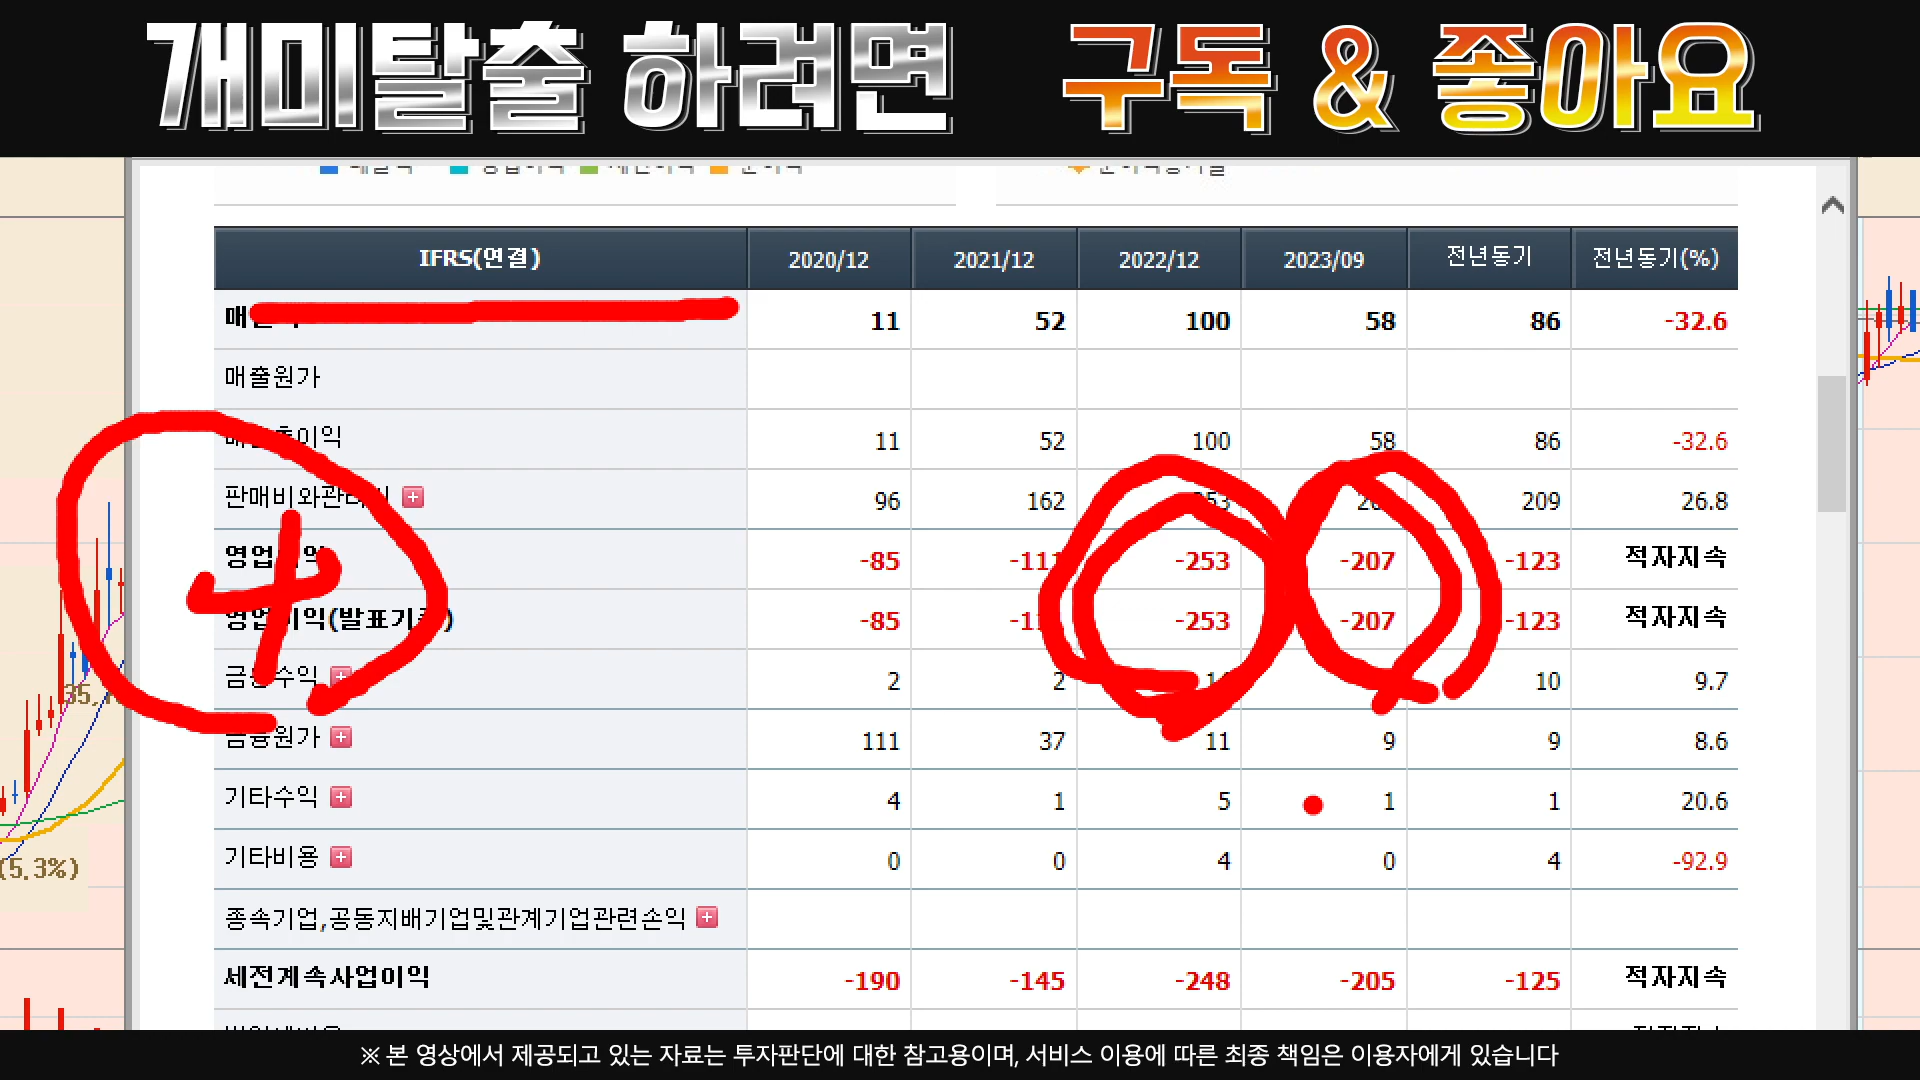 개미탈출 하려면 구독 & 좋아요
IFRS(연결) 2020/12 2021/12 2022/12 2023/09 전년동기 전년동기(%)
11 52 100 58 86 -32.6
매출원가
11 52 100 58 86 -32.6
96 162 209 26.8
-85 -253 -207 -123 적자지속
-85 -253 -207 -123 적자지속
2 2 10 9.7
금융원가 111 37 11 9 9 8.6
기타수익 4 1 5 1 1 20.6
기타비용 0 0 4 0 4 -92.9
종속기업,공동지배기업및관계기업관련손익
세전계속사업이익 -190 -145 -248 -205 -125 적자지속
(5.3%)
※ 본 영상에서 제공되고 있는 자료는 투자판단에 대한 참고용이며, 서비스 이용에 따른 최종 책임은 이용자에게 있습니다